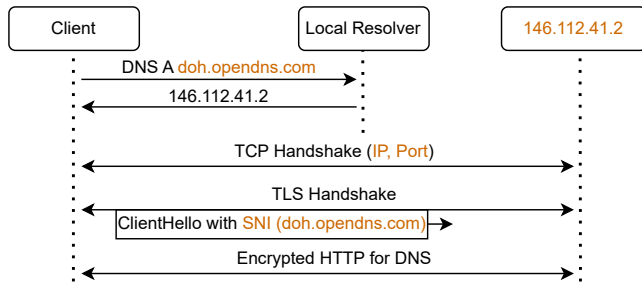 Client
Local Resolver
146.112.41.2
DNS A doh.opendns.com
146.112.41.2
TCP Handshake (IP, Port)
TLS Handshake
ClientHello with SNI (doh.opendns.com)
Encrypted HTTP for DNS